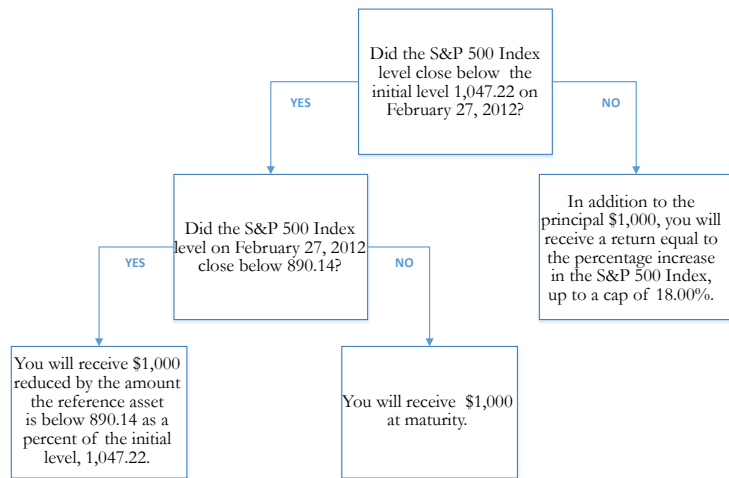 Did the S&P 500 Index
level close below the
initial level 1,047.22 on
February 27, 2012?
YES
NO
Did the S&P 500 Index
level on February 27, 2012
close below 890.14?
In addition to the
principal $1,000, you will
receive a return equal to
the percentage increase
in the S&P 500 Index,
up to a cap of 18.00%.
YES
NO
You will receive $1,000
reduced by the amount
the reference asset
is below 890.14 as a
percent of the initial
level, 1,047.22.
You will receive $1,000
at maturity.